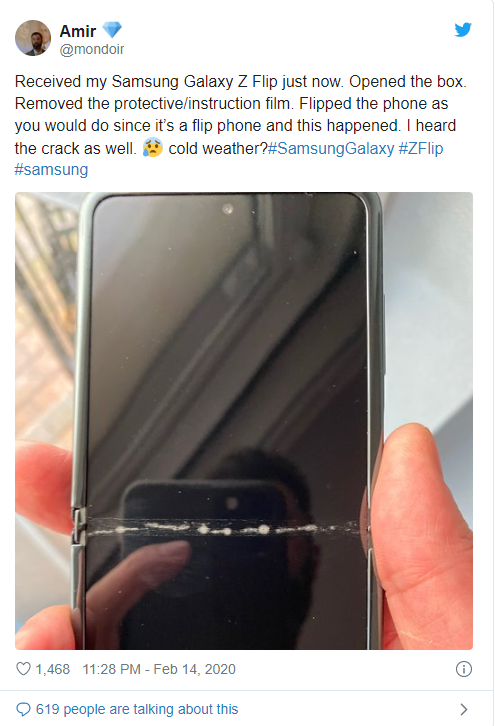 Amir 💎
@mondoir
Received my Samsung Galaxy Z Flip just now. Opened the box.
Removed the protective/instruction film. Flipped the phone as
you would do since it’s a flip phone and this happened. I heard
the crack as well. 😰 cold weather?#SamsungGalaxy #ZFlip
#samsung
1,468 11:28 PM - Feb 14, 2020
619 people are talking about this